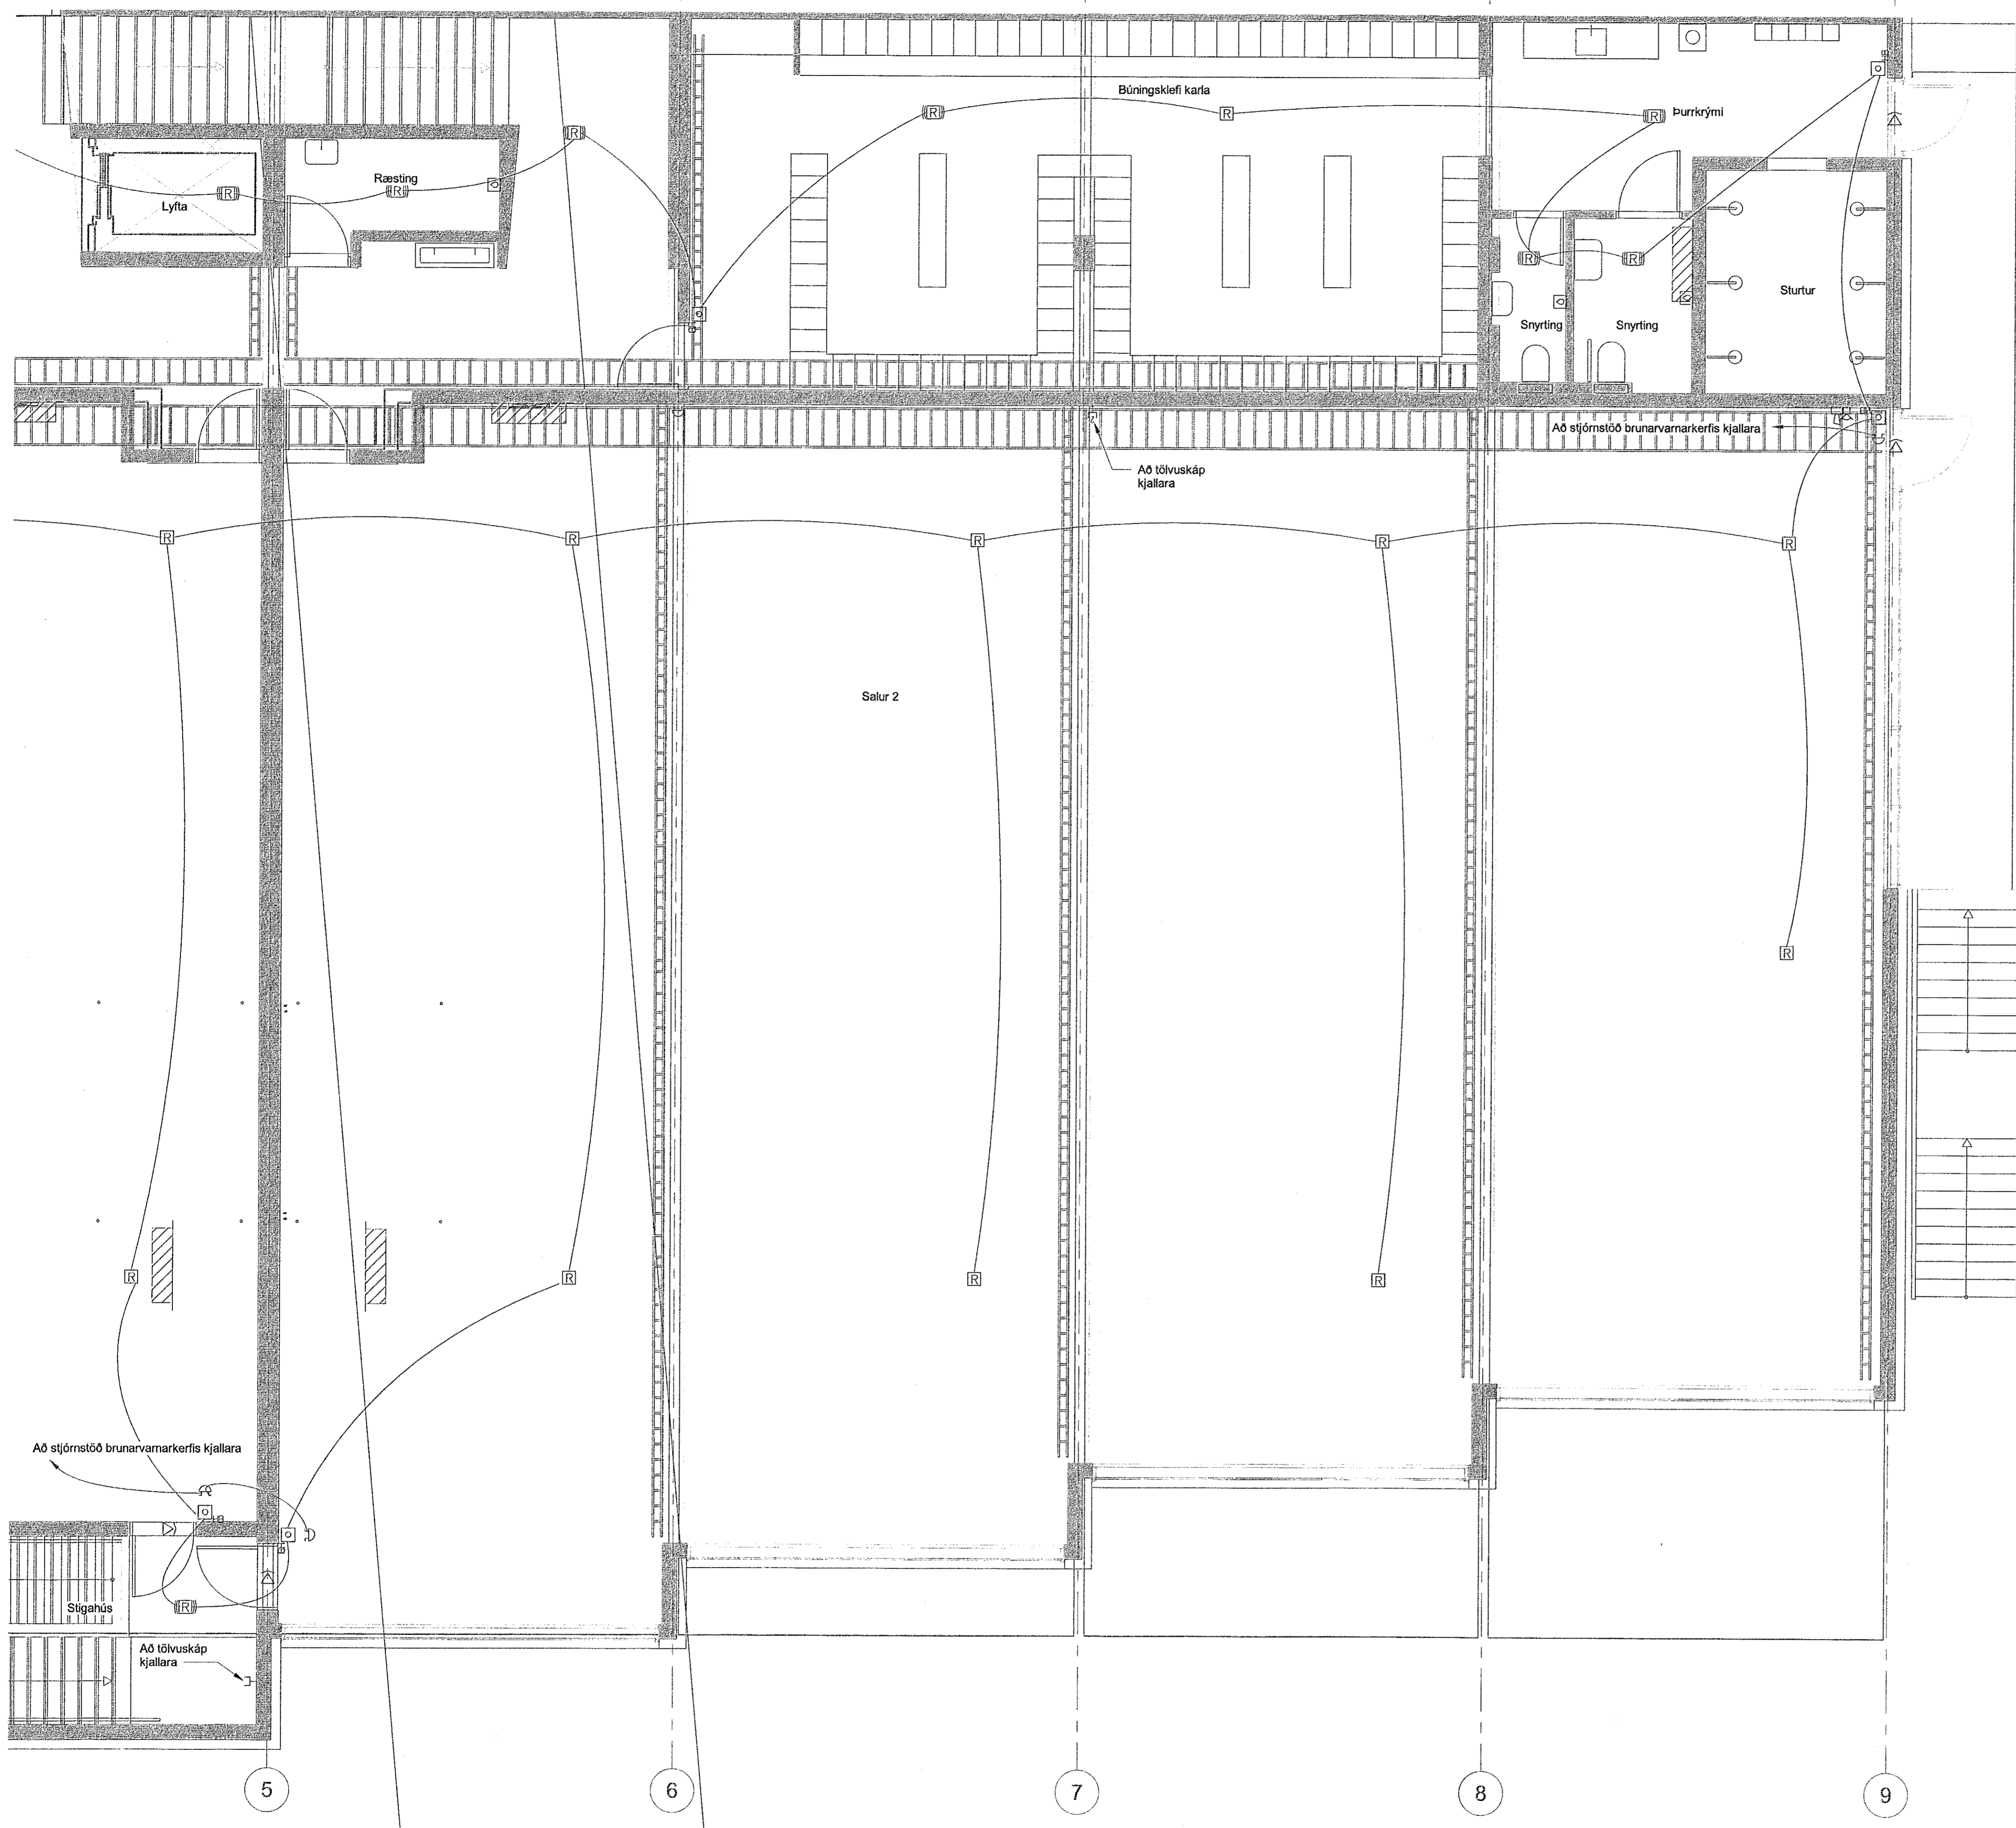 Búningsklefi karla
R
R
R
Þurrkrými
R
Ræsting
R
R
Lyfta
R
R
Sturtur
Snyrting
Snyrting
Að stjórnstöð brunarvarnarkerfis kjallara
Að tölvuskáp
kjallara
R
R
R
R
R
Salur 2
R
R
R
R
R
Að stjórnstöð brunarvarnarkerfis kjallara
Stigahús
R
Að tölvuskáp
kjallara
5
6
7
8
9